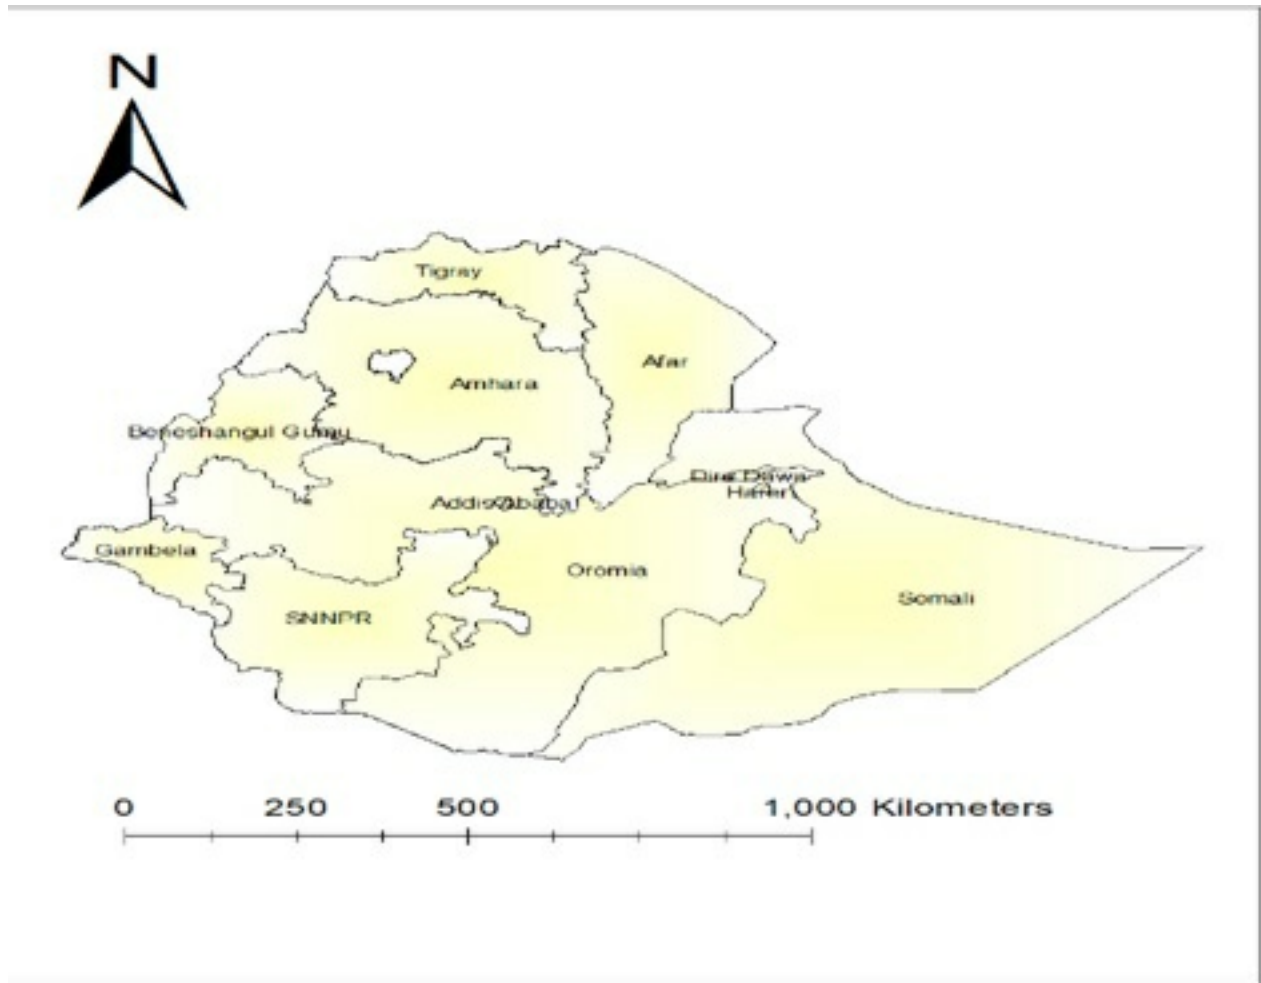 N
Tigray
Afar
Amhara
Beneshangul Gumu
Dire Dawa
Harar
Addis Ababa
Gambela
Oromia
Somali
SNNPR
0 250 500 1,000 Kilometers